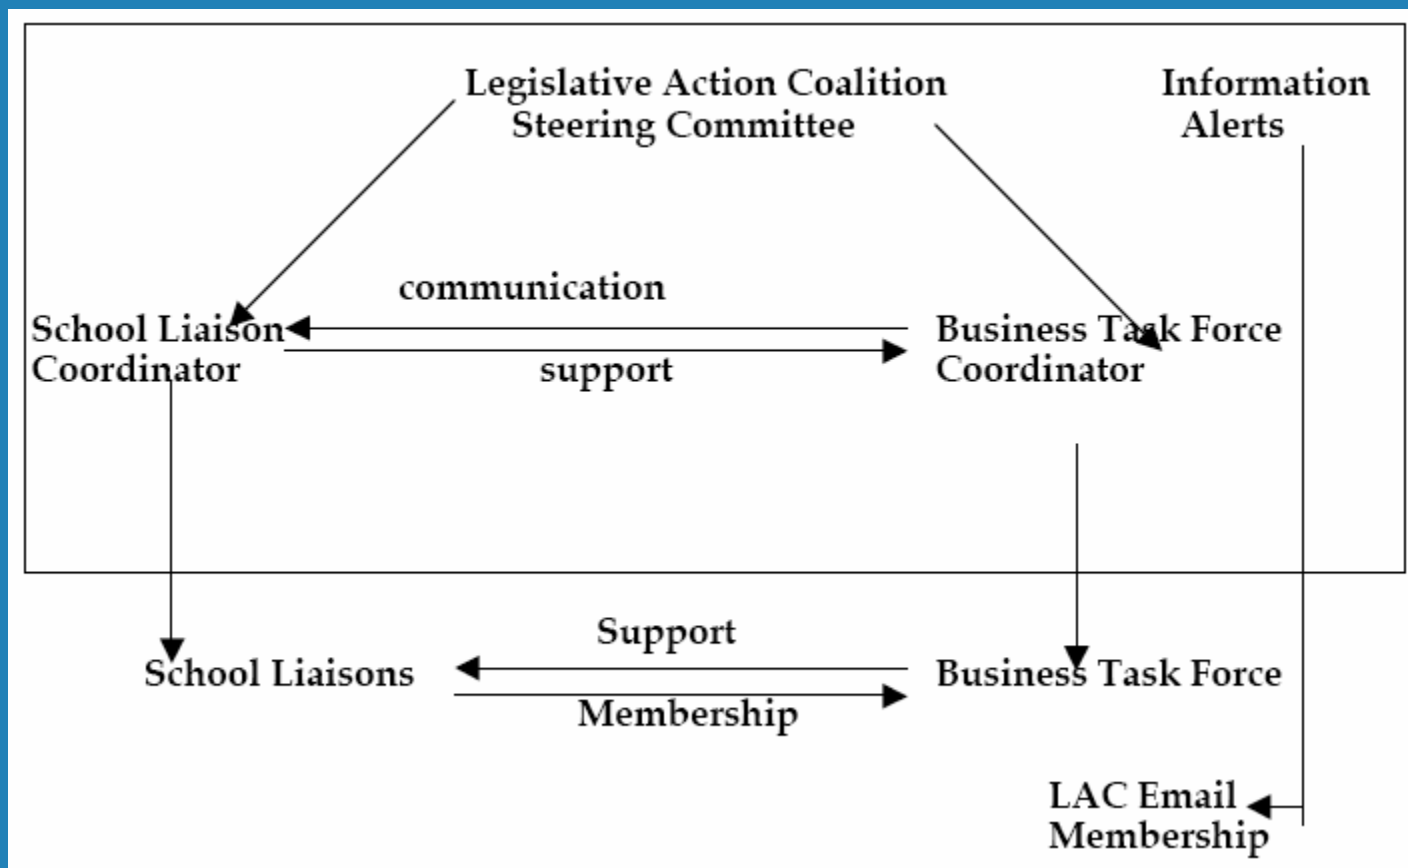 Legislative Action Coalition
Steering Committee
Information
Alerts
communication
School Liaison
Coordinator
support
Business Task Force
Coordinator
Support
School Liaisons
Membership
Business Task Force
LAC Email
Membership